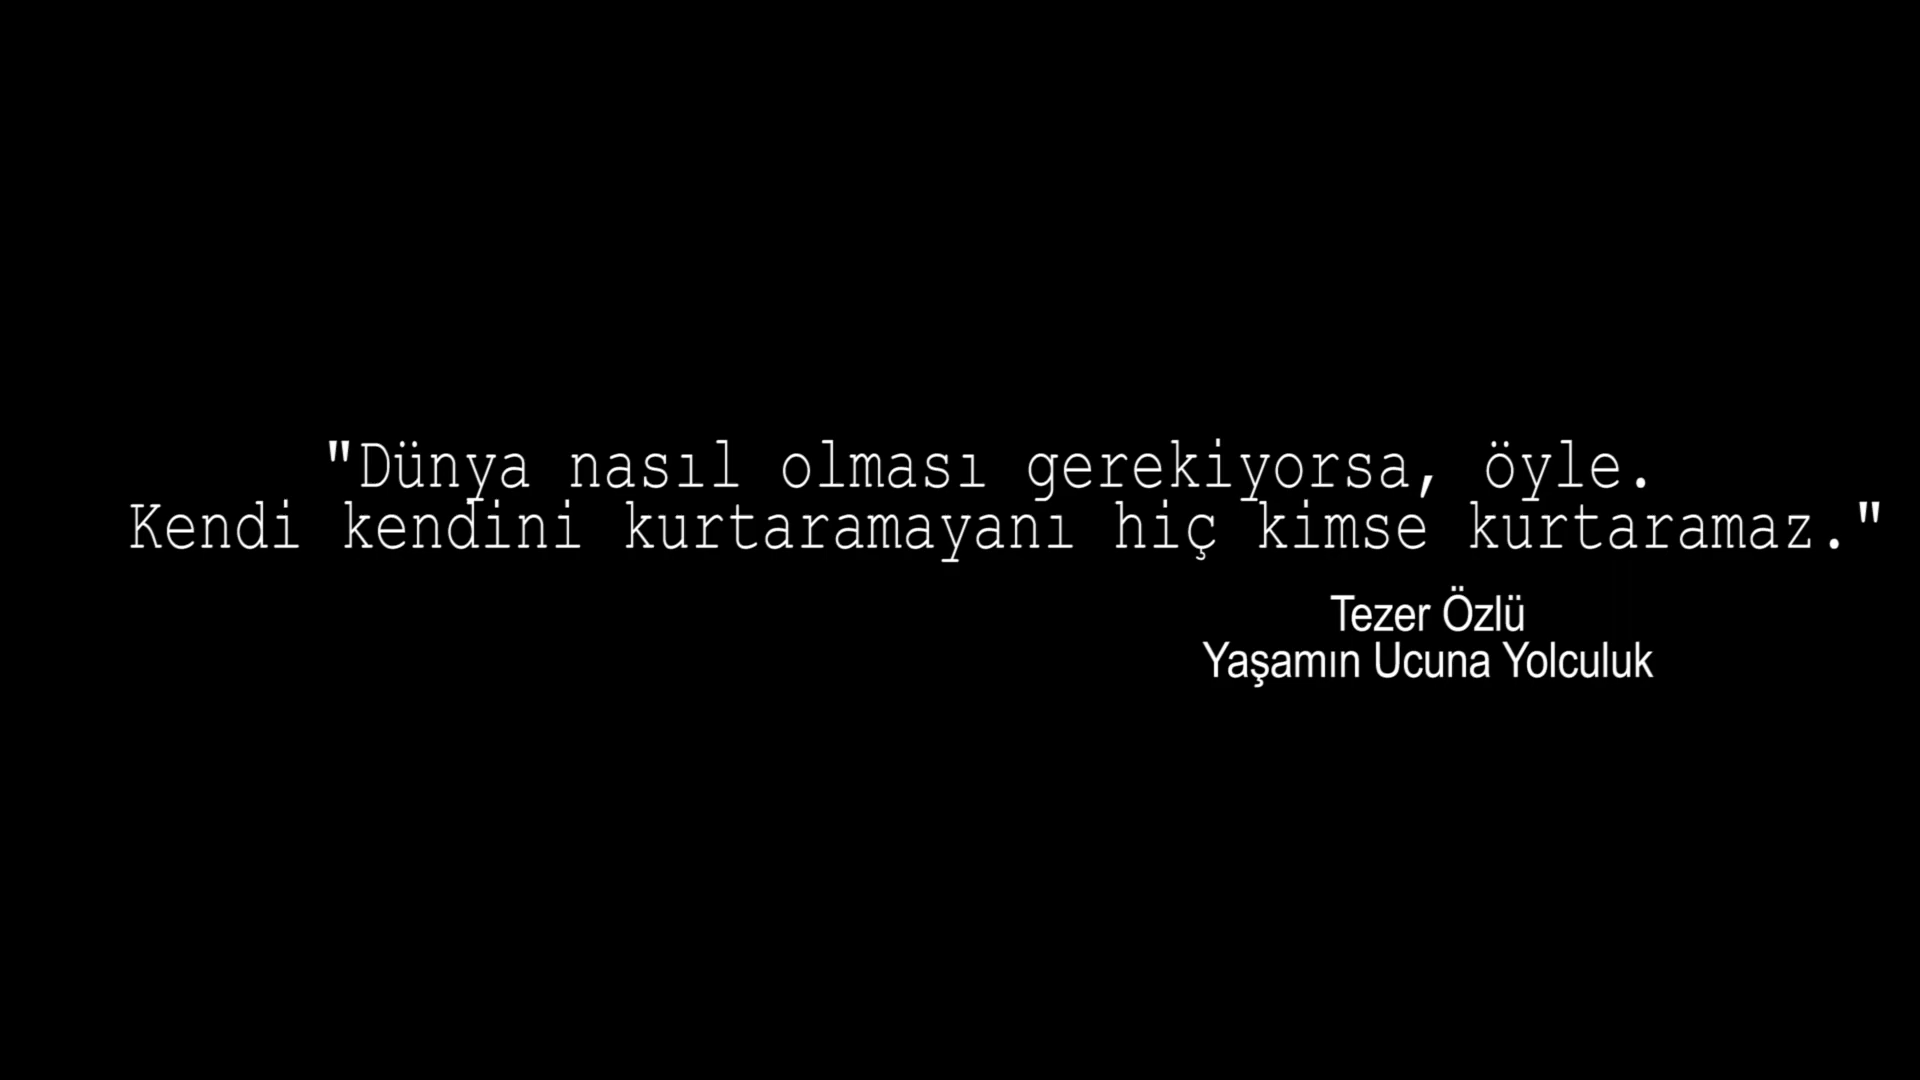 "Dünya nasıl olması gerekiyorsa, öyle.
Kendi kendini kurtaramayanı hiç kimse kurtaramaz."
Tezer Özlü
Yaşamın Ucuna Yolculuk